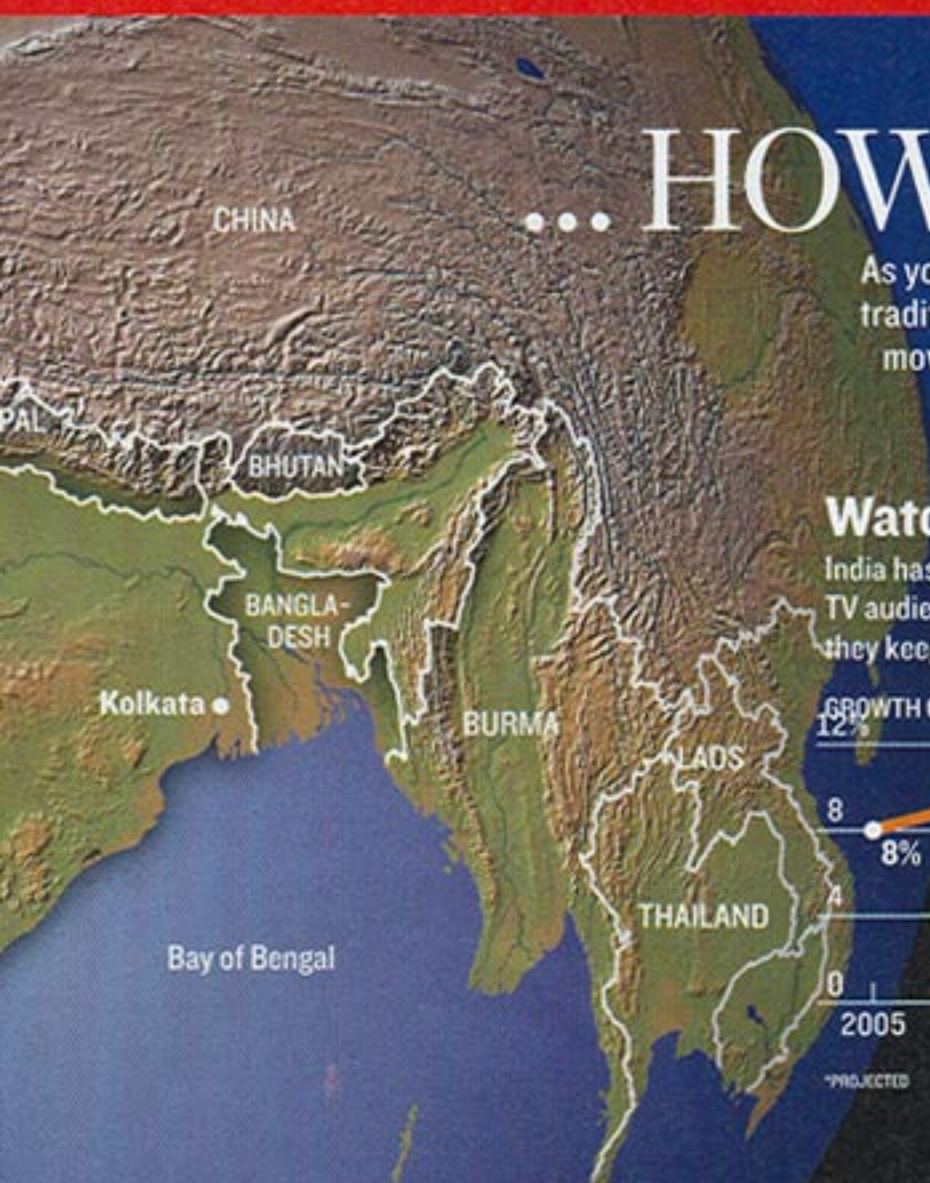 CHINA
... HOW
As yo
tradi
mov
PAL
BHUTAN
Watc
India has
TV audie
they kee
BANGLA-
DESH
Kolkata
BURMA
GROWTH
12%
LAOS
8
8%
THAILAND
4
Bay of Bengal
0
2005
*PROJECTED